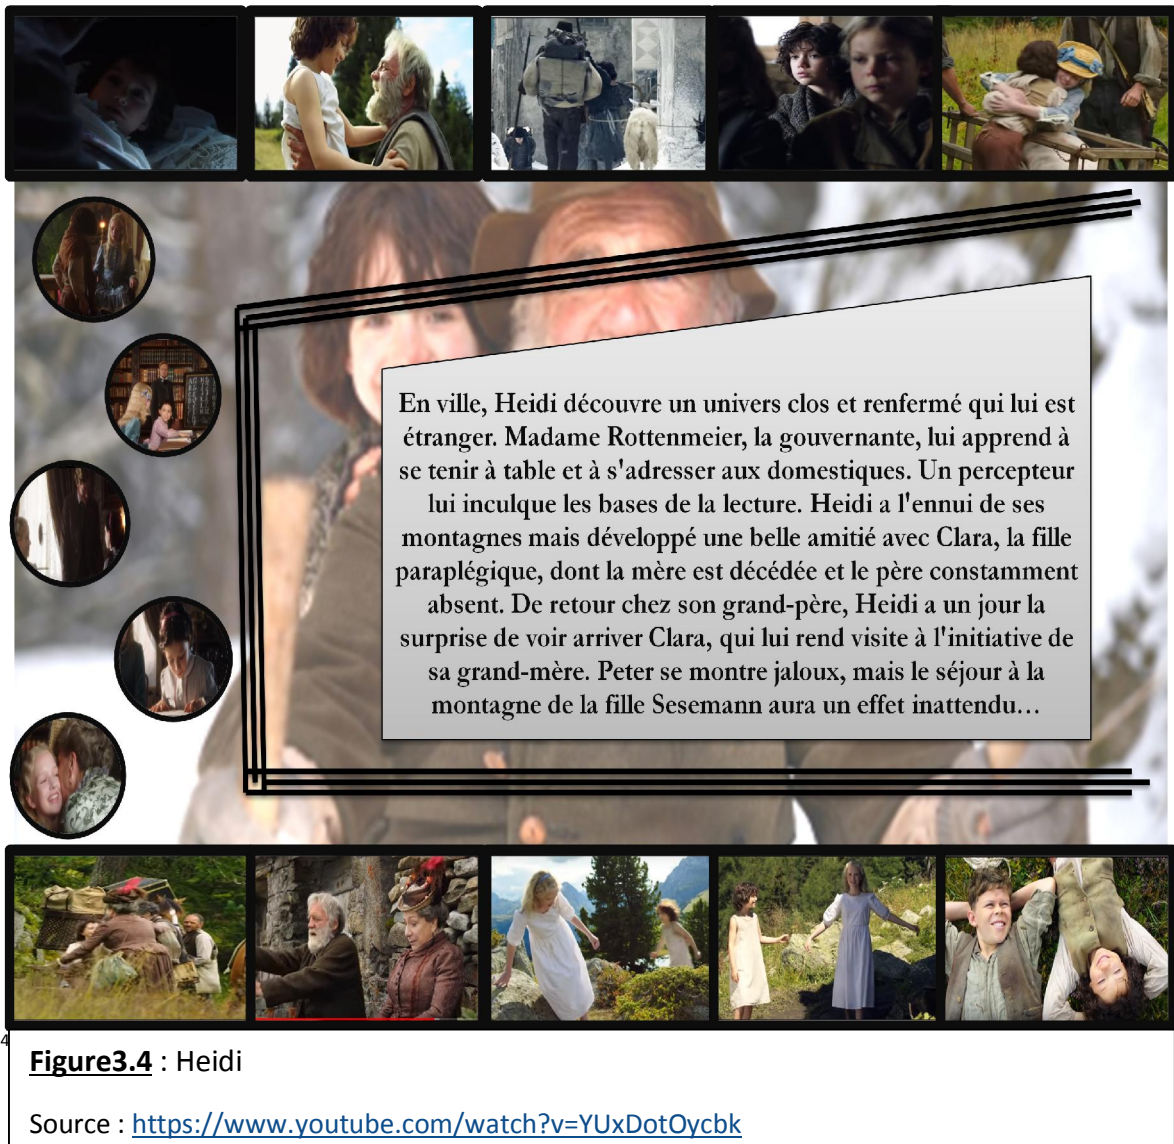 En ville, Heidi découvre un univers clos et renfermé qui lui est
étranger. Madame Rottenmeier, la gouvernante, lui apprend à
se tenir à table et à s'adresser aux domestiques. Un percepteur
lui inculque les bases de la lecture. Heidi a l'ennui de ses
montagnes mais développé une belle amitié avec Clara, la fille
paraplégique, dont la mère est décédée et le père constamment
absent. De retour chez son grand-père, Heidi a un jour la
surprise de voir arriver Clara, qui lui rend visite à l'initiative de
sa grand-mère. Peter se montre jaloux, mais le séjour à la
montagne de la fille Sesemann aura un effet inattendu…
4
Figure3.4 : Heidi
Source : https://www.youtube.com/watch?v=YUxDotOycbk